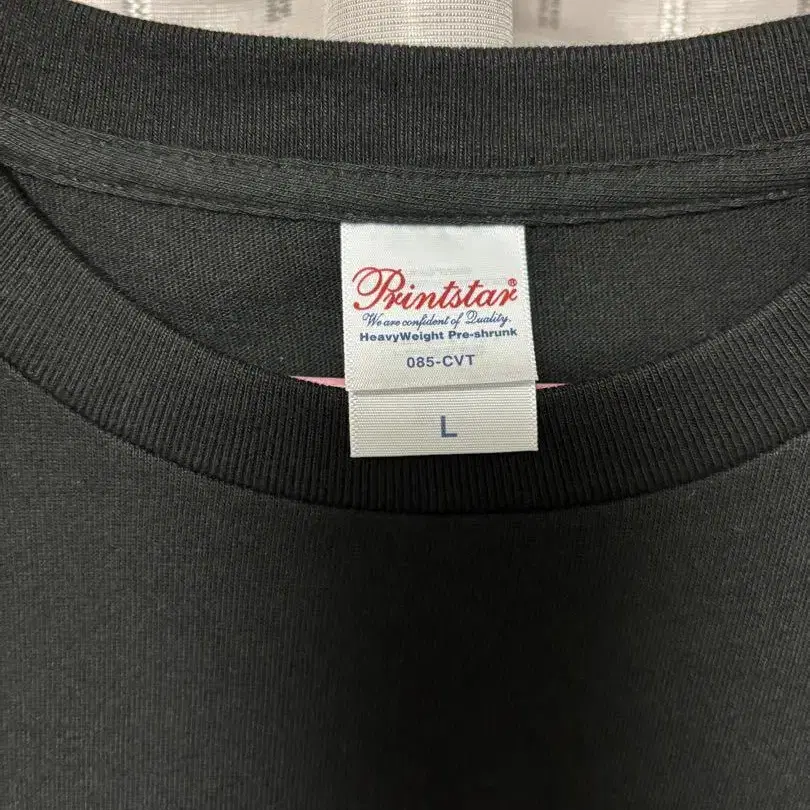 Printstar®
We are confident of Quality.
HeavyWeight Pre-shrunk
085-CVT
L